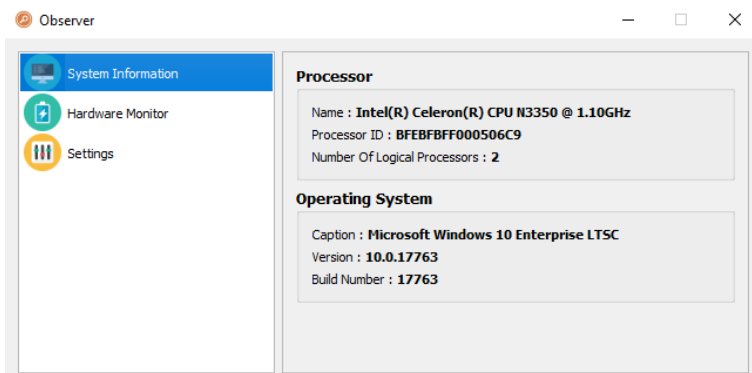 Observer
System Information
Hardware Monitor
Settings
Processor
Name : Intel(R) Celeron(R) CPU N3350 @ 1.10GHz
Processor ID : BFEBFBFF000506C9
Number Of Logical Processors : 2
Operating System
Caption : Microsoft Windows 10 Enterprise LTSC
Version : 10.0.17763
Build Number : 17763